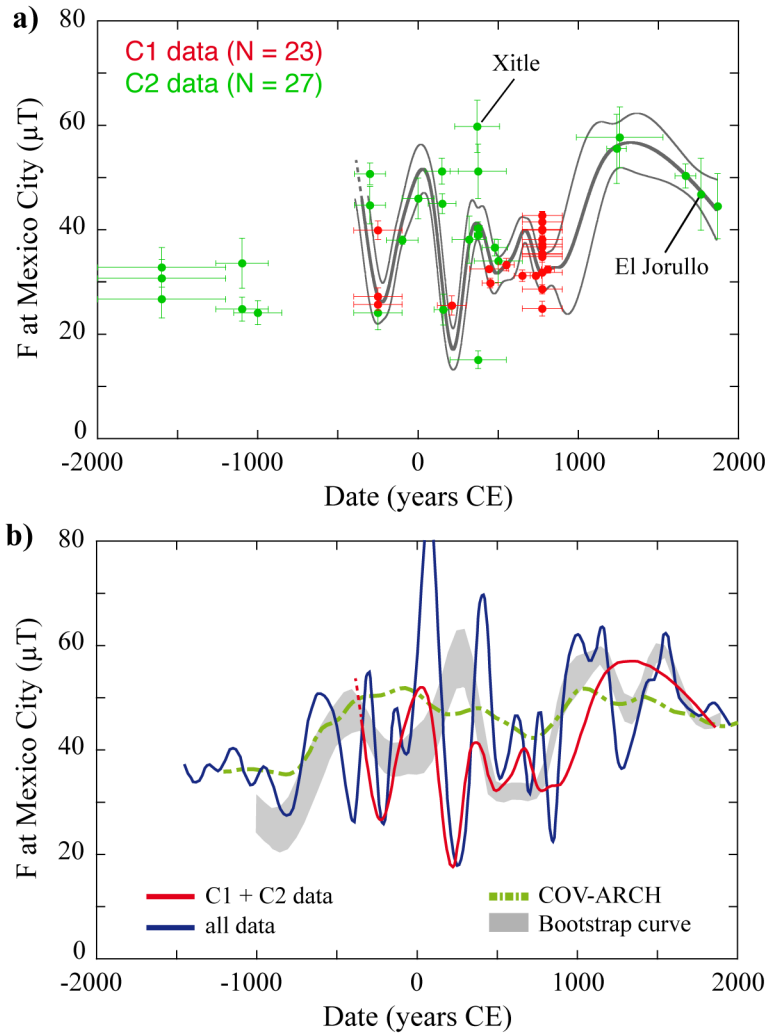 a)
80
60
40
20
0
F at Mexico City (µT)
C1 data (N = 23)
C2 data (N = 27)
Xitle
El Jorullo
-2000 -1000 0 1000 2000
Date (years CE)
b)
80
60
40
20
0
F at Mexico City (µT)
C1 + C2 data COV-ARCH
all data Bootstrap curve
-2000 -1000 0 1000 2000
Date (years CE)